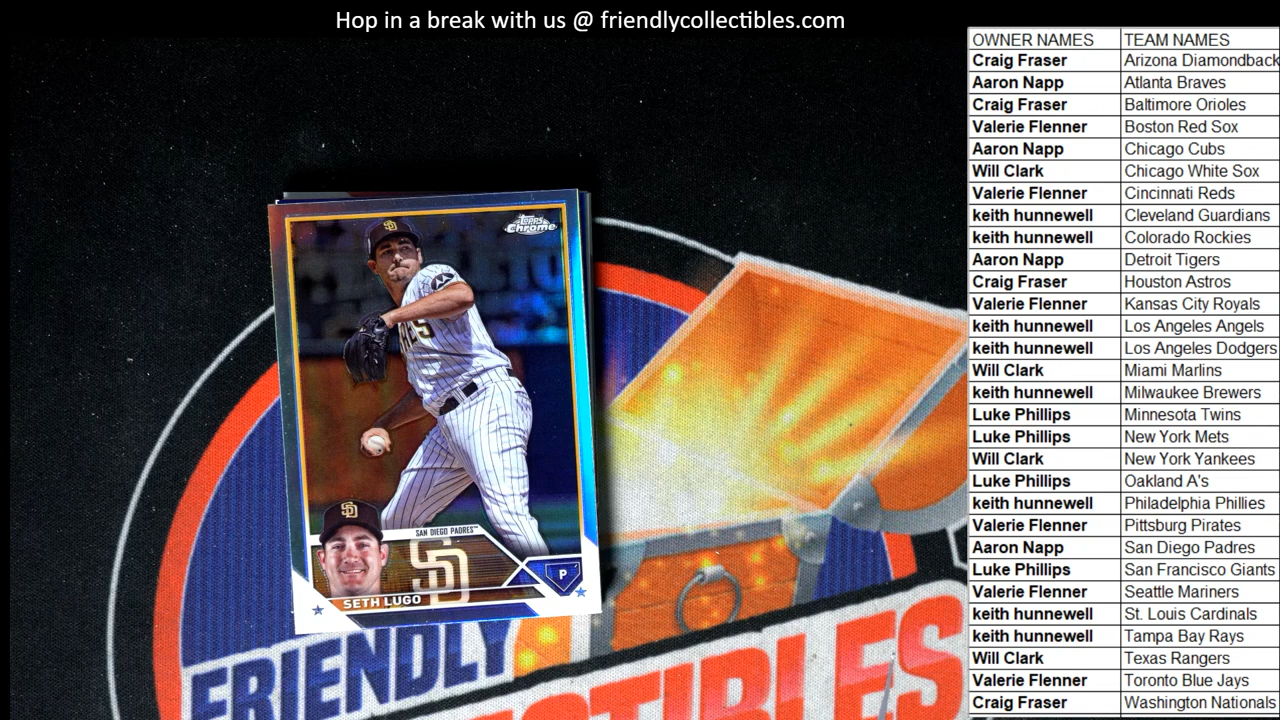 Hop in a break with us @ friendlycollectibles.com
OWNER NAMES TEAM NAMES
Craig Fraser Arizona Diamondback
Aaron Napp Atlanta Braves
Craig Fraser Baltimore Orioles
Valerie Flenner Boston Red Sox
Aaron Napp Chicago Cubs
Will Clark Chicago White Sox
Valerie Flenner Cincinnati Reds
keith hunnewell Cleveland Guardians
keith hunnewell Colorado Rockies
Aaron Napp Detroit Tigers
Craig Fraser Houston Astros
Valerie Flenner Kansas City Royals
keith hunnewell Los Angeles Angels
keith hunnewell Los Angeles Dodgers
Will Clark Miami Marlins
keith hunnewell Milwaukee Brewers
Luke Phillips Minnesota Twins
Luke Phillips New York Mets
Will Clark New York Yankees
Luke Phillips Oakland A's
keith hunnewell Philadelphia Phillies
Valerie Flenner Pittsburg Pirates
Aaron Napp San Diego Padres
Luke Phillips San Francisco Giants
Valerie Flenner Seattle Mariners
keith hunnewell St. Louis Cardinals
keith hunnewell Tampa Bay Rays
Will Clark Texas Rangers
Valerie Flenner Toronto Blue Jays
Craig Fraser Washington Nationals
Topps
Chrome
SAN DIEGO PADRES™
SD
P
SETH LUGO
FRIENDLY